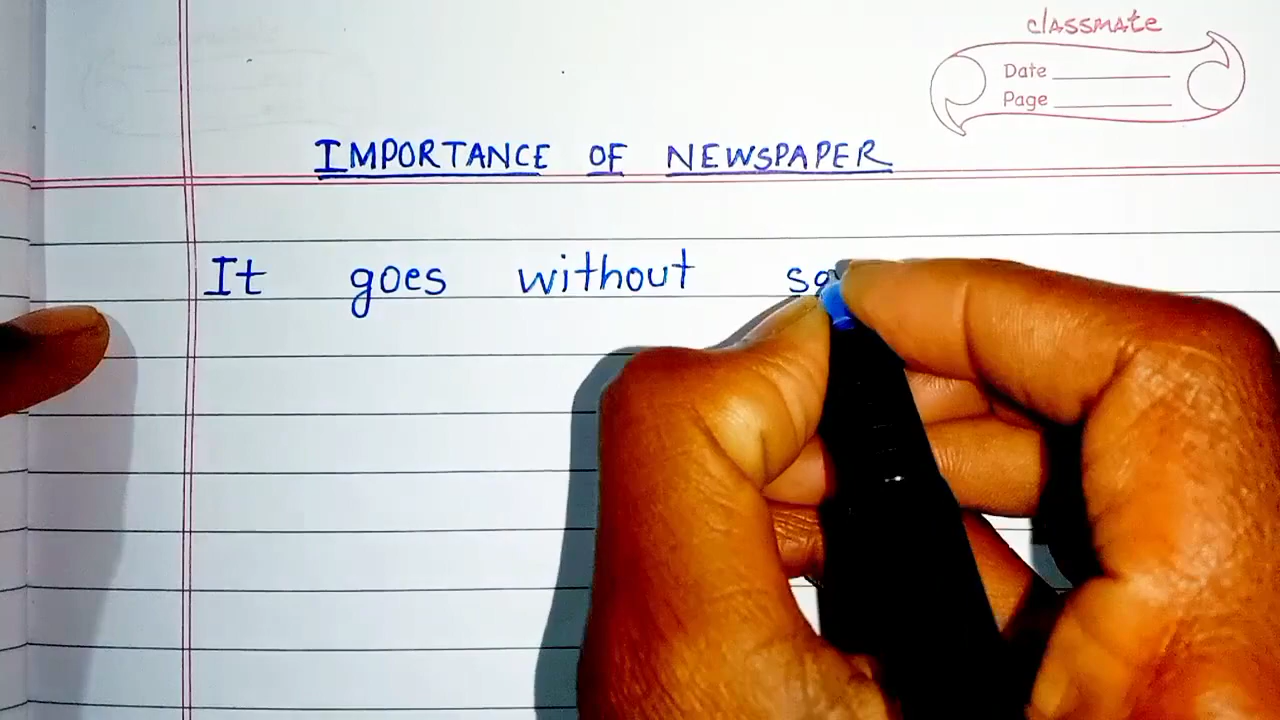 classmate
Date
Page
IMPORTANCE OF NEWSPAPER
It goes without